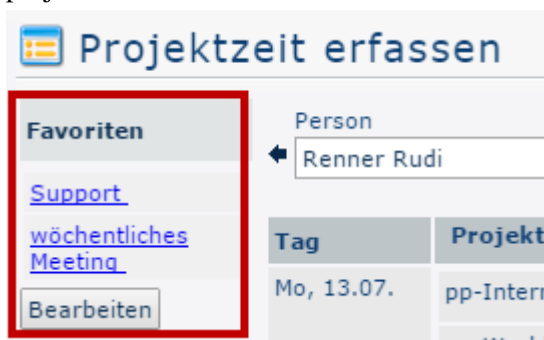 Projektzeit erfassen
Favoriten
Support
wöchentliches
Meeting
Bearbeiten
Person
Renner Rudi
Tag
Projekt
Mo, 13.07.
pp-Intern